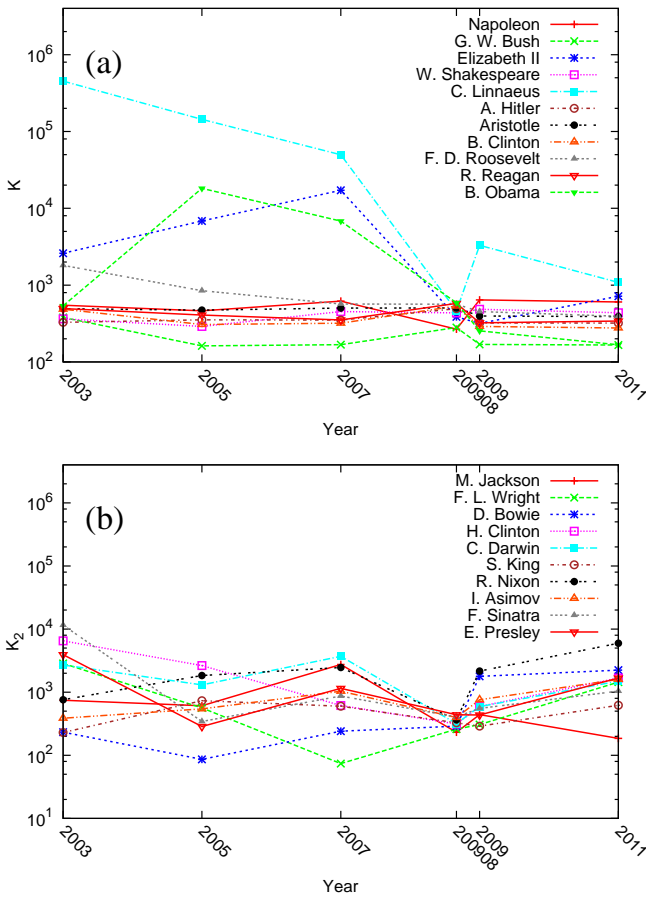 10^6
10^5
10^4
10^3
10^2
K
(a)
Napoleon
G. W. Bush
Elizabeth II
W. Shakespeare
C. Linnaeus
A. Hitler
Aristotle
B. Clinton
F. D. Roosevelt
R. Reagan
B. Obama
2003
2005
2007
200908
2009
2011
Year
10^6
10^5
10^4
10^3
10^2
10^1
K_2
(b)
M. Jackson
F. L. Wright
D. Bowie
H. Clinton
C. Darwin
S. King
R. Nixon
I. Asimov
F. Sinatra
E. Presley
2003
2005
2007
200908
2009
2011
Year